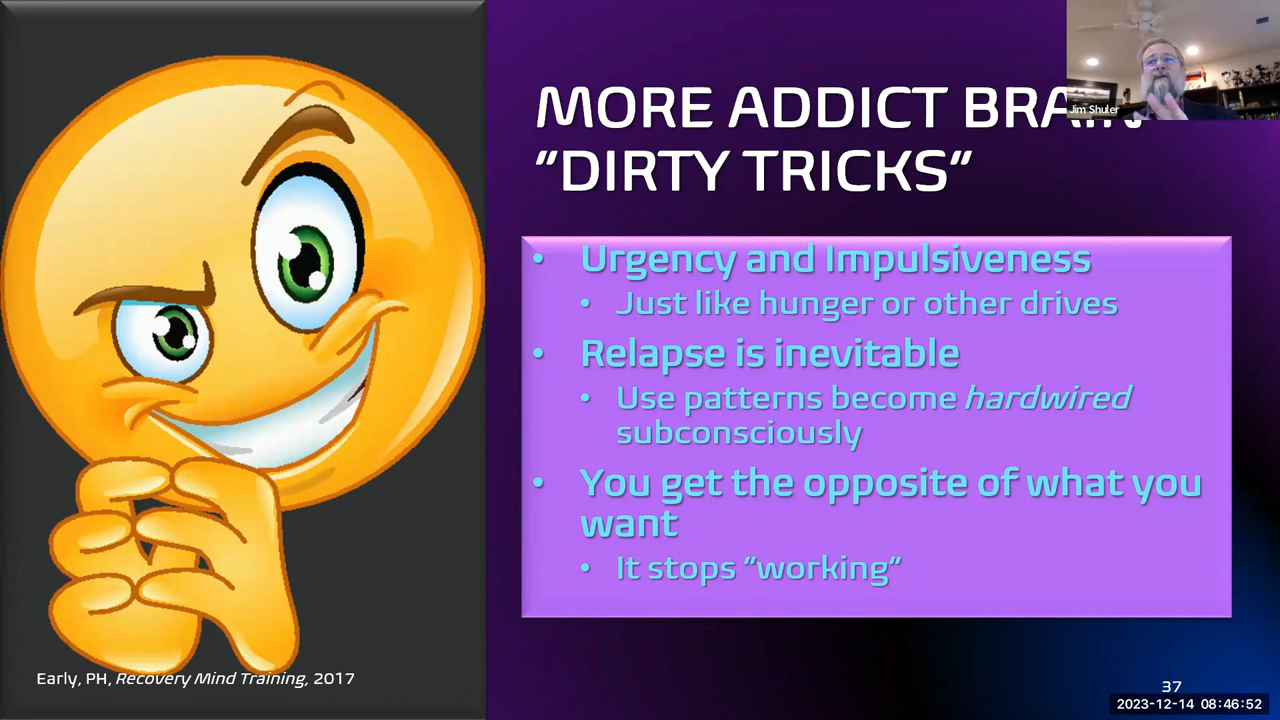 MORE ADDICT BRAIN
"DIRTY TRICKS"
Jim Shuler
• Urgency and Impulsiveness
• Just like hunger or other drives
• Relapse is inevitable
• Use patterns become hardwired
subconsciously
• You get the opposite of what you
want
• It stops "working"
Early, PH, Recovery Mind Training, 2017
37
2023-12-14 08:46:52